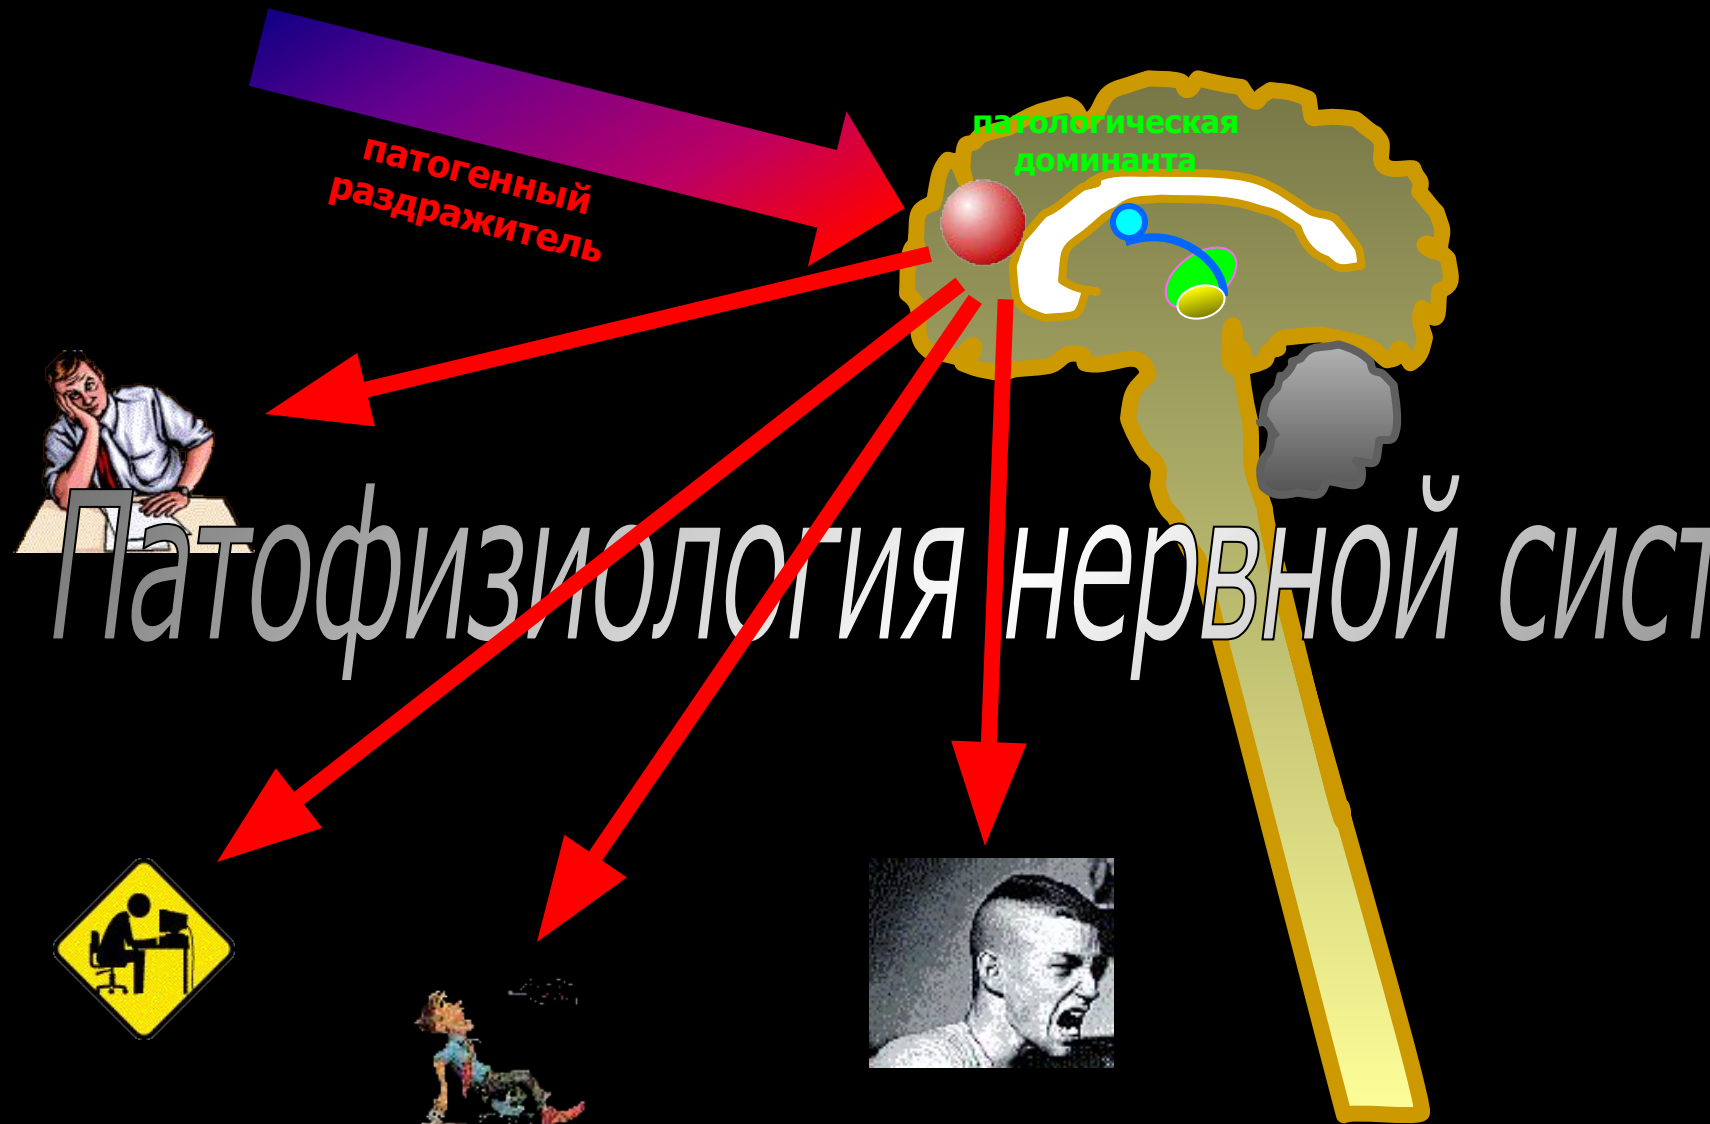 патогенный
раздражитель
патологическая
доминанта
Патофизиология нервной сист